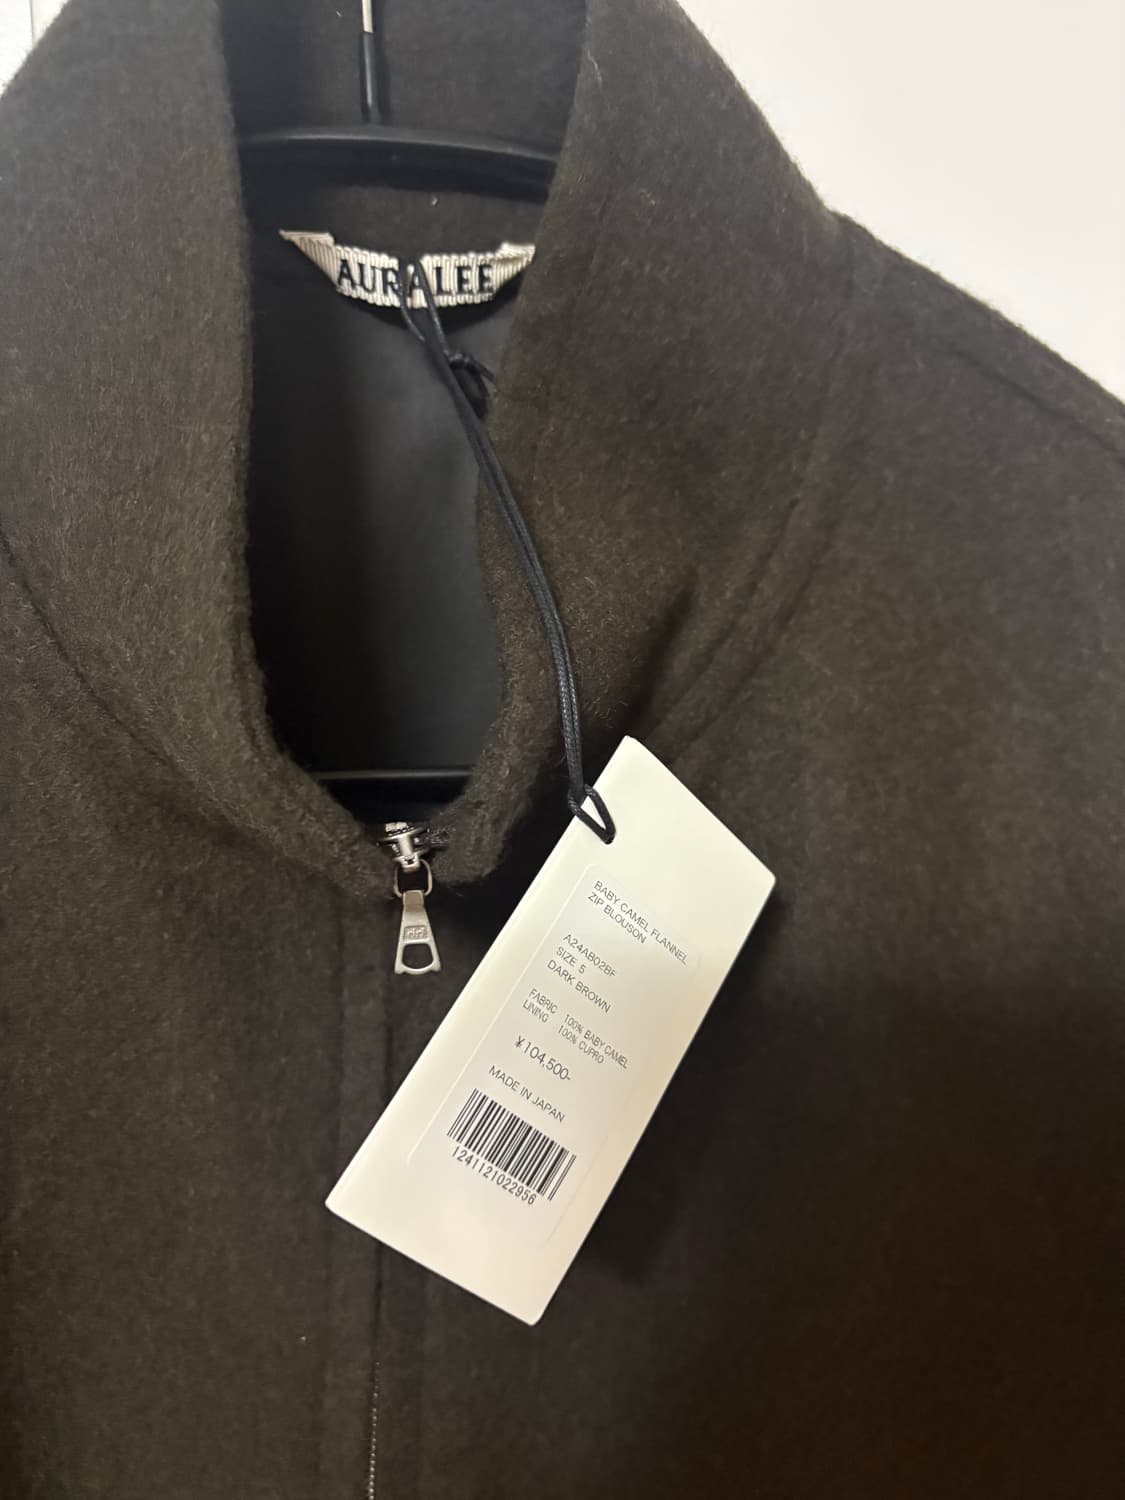 AURALEE
BABY CAMEL FLANNEL
ZIP BLOUSON
A24AB02BF
SIZE 5
DARK BROWN
FABRIC 100% BABY CAMEL
LINING 100% CUPRO
¥104,500-
MADE IN JAPAN
1241121022956